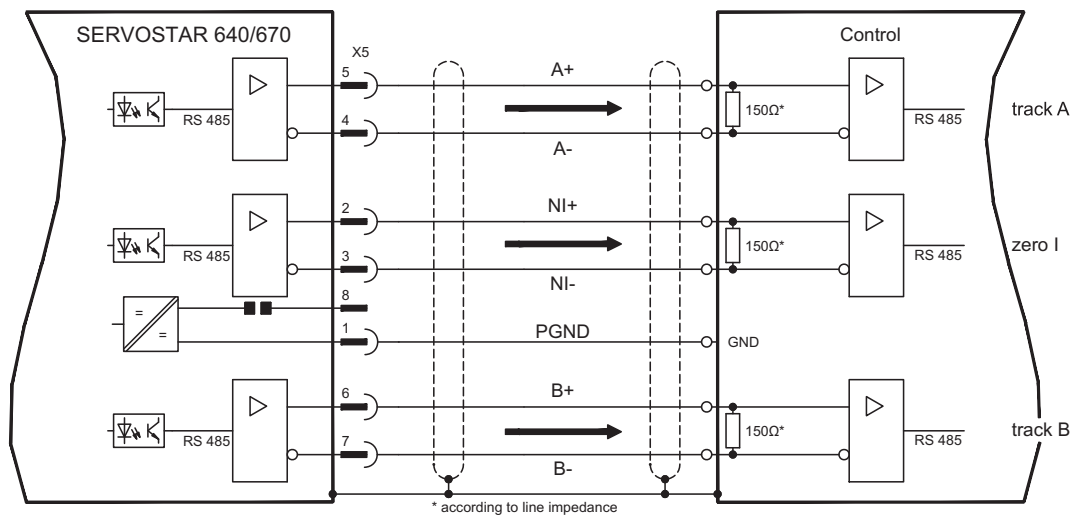 SERVOSTAR 640/670
X5
Control
5
A+
RS 485
150Ω*
RS 485
track A
4
A-
2
NI+
RS 485
150Ω*
RS 485
zero I
3
NI-
8
=
=
1
PGND
GND
6
B+
RS 485
150Ω*
RS 485
track B
7
B-
* according to line impedance